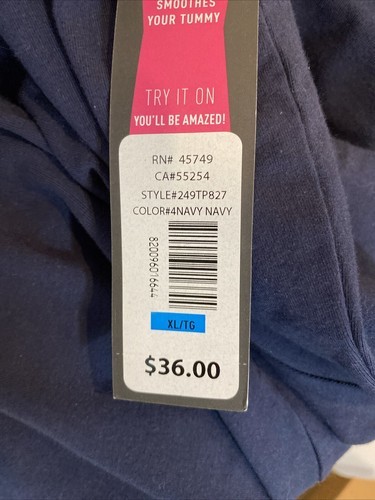 SMOOTHES
YOUR TUMMY
TRY IT ON
YOU'LL BE AMAZED!
RN# 45749
CA#55254
STYLE#249TP827
COLOR#4NAVY NAVY
820096016644
XL/TG
$36.00